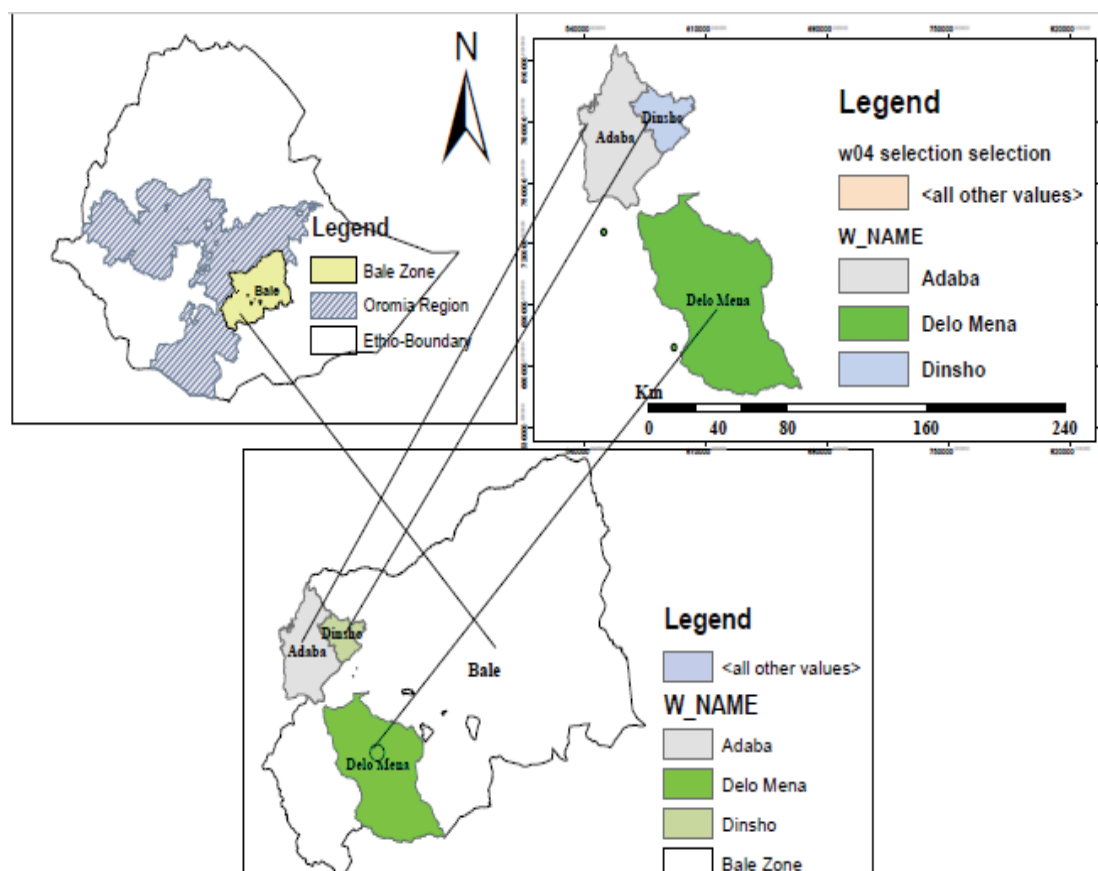 N
Legend
Bale Zone
Oromia Region
Ethio-Boundary
Bale
Dinsho
Adaba
Delo Mena
Legend
w04 selection selection
<all other values>
W_NAME
Adaba
Delo Mena
Dinsho
Km
0 40 80 160 240
Dinsho
Adaba
Bale
Delo Mena
Legend
<all other values>
W_NAME
Adaba
Delo Mena
Dinsho
Bale Zone